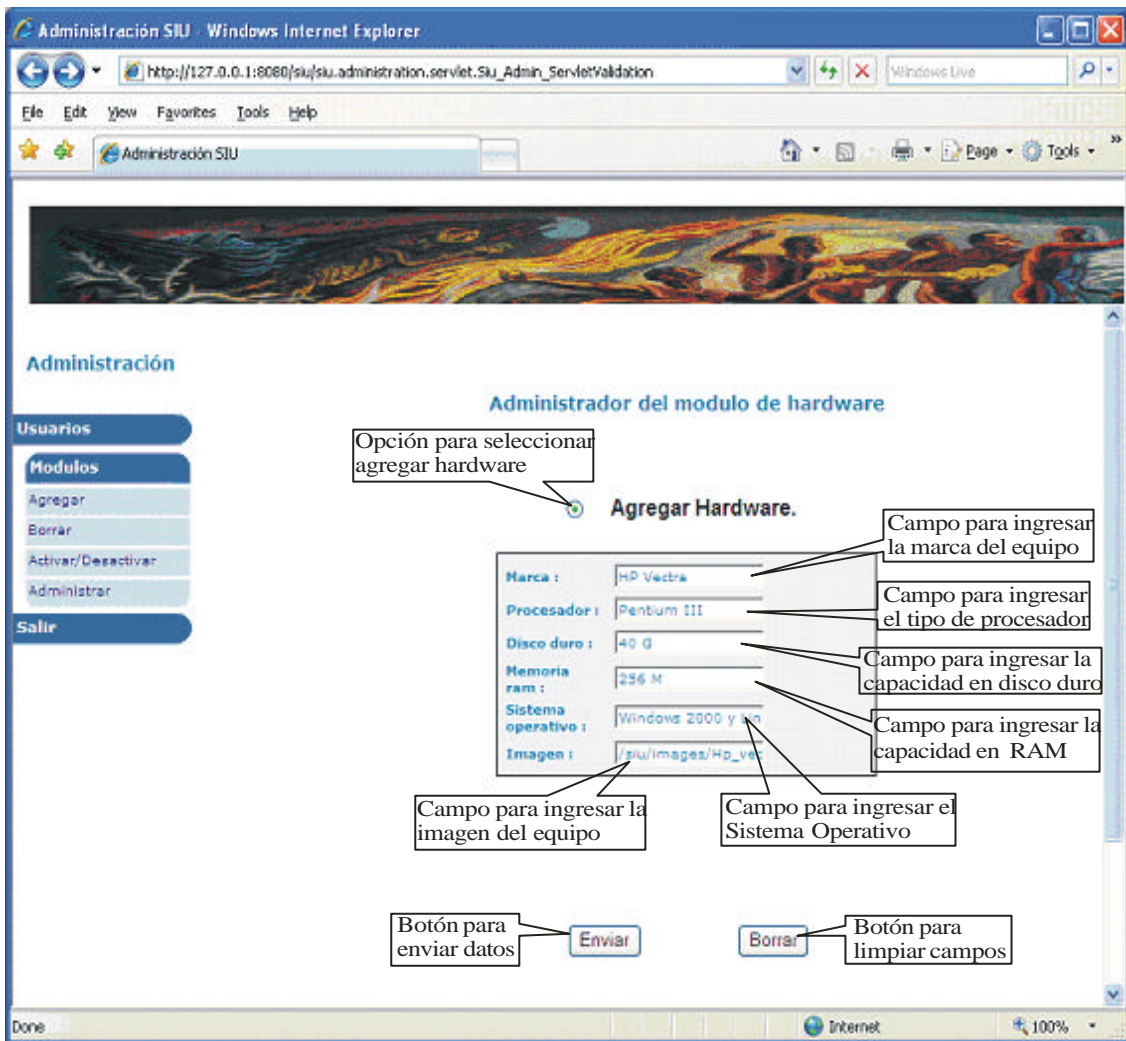 Administración SIU - Windows Internet Explorer
http://127.0.0.1:8080/siu/siu.administration.servlet.Siu_Admin_ServletValidation
Windows Live
File Edit View Favorites Tools Help
Administración SIU
Page Tools
Administración
Administrador del modulo de hardware
Usuarios
Modulos
Agregar
Borrar
Activar/Desactivar
Administrar
Salir
Opción para seleccionar
agregar hardware
Agregar Hardware.
Campo para ingresar
la marca del equipo
Marca : HP Vectra
Campo para ingresar
el tipo de procesador
Procesador : Pentium III
Disco duro : 40 G
Campo para ingresar la
capacidad en disco duro
Memoria
ram : 256 M
Campo para ingresar la
capacidad en RAM
Sistema
operativo : Windows 2000 y Lin
Imagen : /siu/images/Hp_vec
Campo para ingresar la
imagen del equipo
Campo para ingresar el
Sistema Operativo
Botón para
enviar datos
Enviar
Borrar
Botón para
limpiar campos
Done
Internet
100%